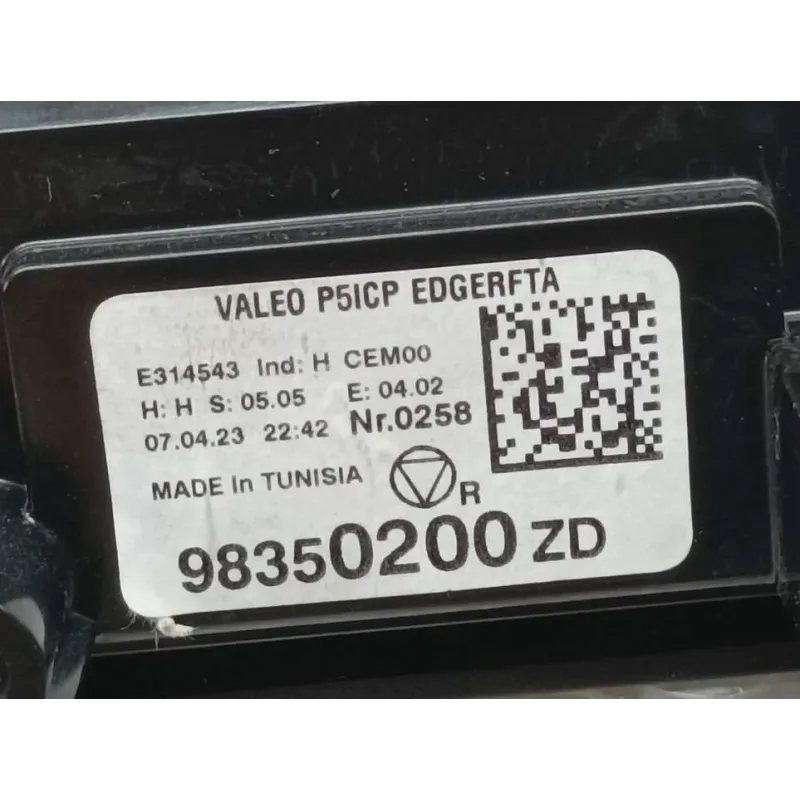 VALEO P5ICP EDGERFTA
E314543 Ind: H CEM00
H: H S: 05.05 E: 04.02
07.04.23 22:42 Nr.0258
MADE In TUNISIA R
98350200 ZD